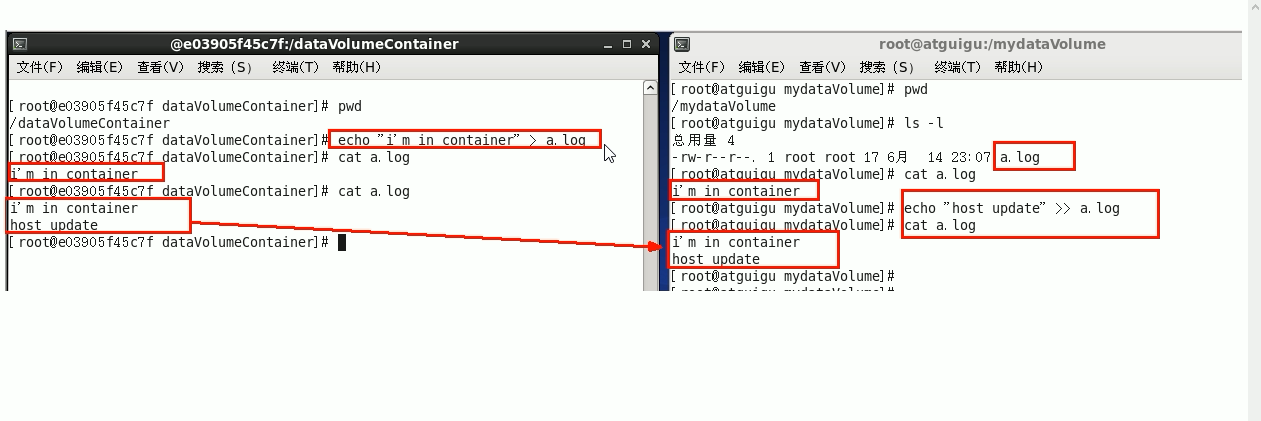 @e03905f45c7f:/dataVolumeContainer
文件(F) 编辑(E) 查看(V) 搜索 (S) 终端(T) 帮助(H)
[root@e03905f45c7f dataVolumeContainer]# pwd
/dataVolumeContainer
[root@e03905f45c7f dataVolumeContainer]# echo "i'm in container" > a.log
[root@e03905f45c7f dataVolumeContainer]# cat a.log
i'm in container
[root@e03905f45c7f dataVolumeContainer]# cat a.log
i'm in container
host update
[root@e03905f45c7f dataVolumeContainer]#
root@atguigu:/mydataVolume
文件(F) 编辑(E) 查看(V) 搜索 (S) 终端(T) 帮助(H)
[root@atguigu mydataVolume]# pwd
/mydataVolume
[root@atguigu mydataVolume]# ls -l
总用量 4
-rw-r--r--. 1 root root 17 6月 14 23:07 a.log
[root@atguigu mydataVolume]# cat a.log
i'm in container
[root@atguigu mydataVolume]# echo "host update" >> a.log
[root@atguigu mydataVolume]# cat a.log
i'm in container
host update
[root@atguigu mydataVolume]#